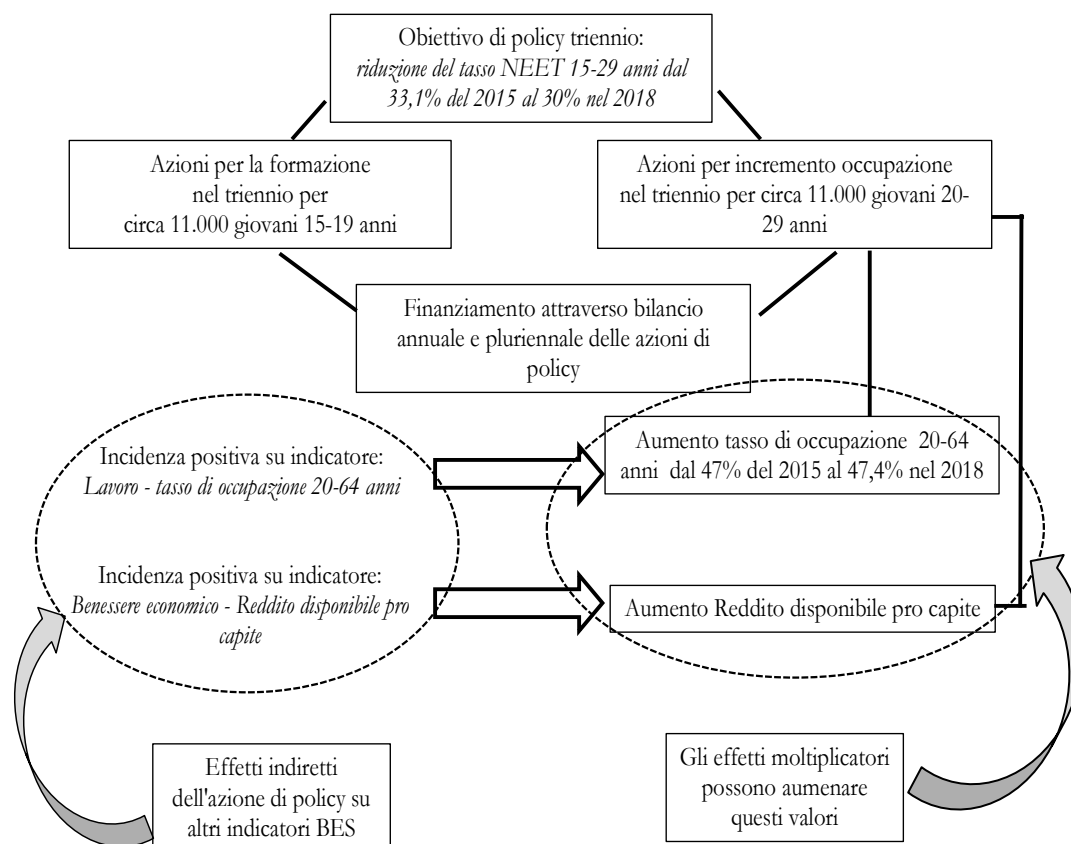 Obiettivo di policy triennio:
riduzione del tasso NEET 15-29 anni dal
33,1% del 2015 al 30% nel 2018
Azioni per la formazione
nel triennio per
circa 11.000 giovani 15-19 anni
Azioni per incremento occupazione
nel triennio per circa 11.000 giovani 20-
29 anni
Finanziamento attraverso bilancio
annuale e pluriennale delle azioni di
policy
Incidenza positiva su indicatore:
Lavoro - tasso di occupazione 20-64 anni
Aumento tasso di occupazione 20-64
anni dal 47% del 2015 al 47,4% nel 2018
Incidenza positiva su indicatore:
Benessere economico - Reddito disponibile pro
capite
Aumento Reddito disponibile pro capite
Effetti indiretti
dell'azione di policy su
altri indicatori BES
Gli effetti moltiplicatori
possono aumenare
questi valori